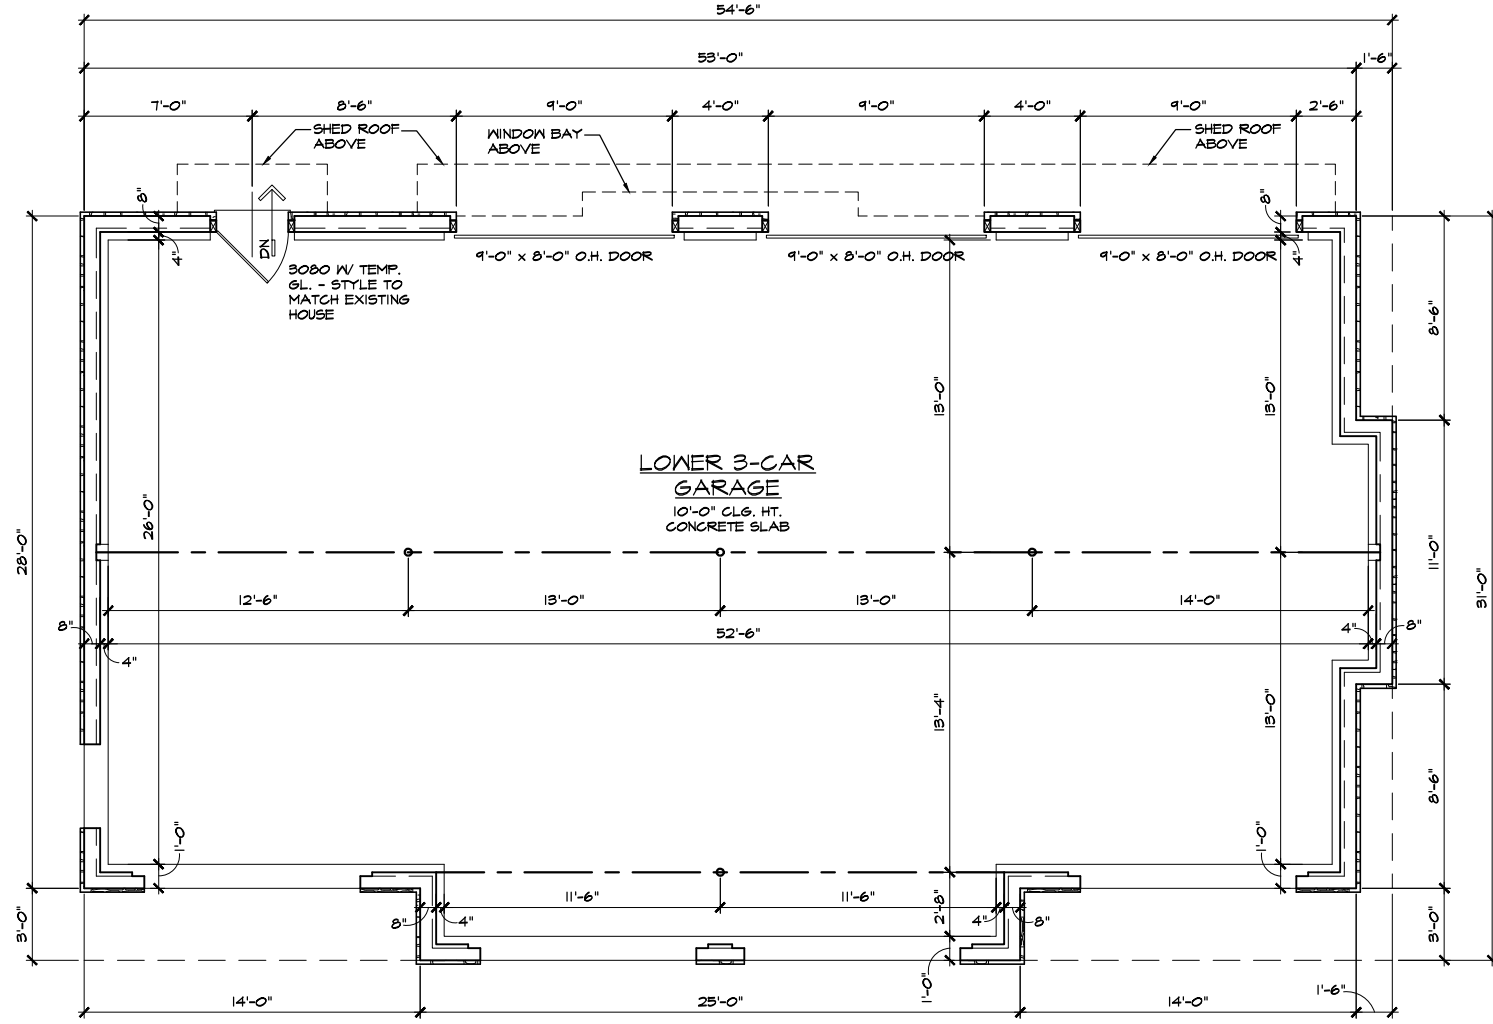 54'-6"
53'-0"
1'-6"
7'-0"
8'-6"
9'-0"
4'-0"
9'-0"
4'-0"
9'-0"
2'-6"
SHED ROOF
ABOVE
WINDOW BAY
ABOVE
SHED ROOF
ABOVE
8"
8"
4"
DN
4"
9'-0" x 8'-0" O.H. DOOR
9'-0" x 8'-0" O.H. DOOR
9'-0" x 8'-0" O.H. DOOR
3080 W/ TEMP.
GL. - STYLE TO
MATCH EXISTING
HOUSE
8'-6"
13'-0"
13'-0"
LOWER 3-CAR
GARAGE
10'-0" CLG. HT.
CONCRETE SLAB
26'-0"
28'-0"
11'-0"
31'-0"
12'-6"
13'-0"
13'-0"
14'-0"
8"
4"
52'-6"
4"
8"
13'-4"
13'-0"
8'-6"
1'-0"
1'-0"
11'-6"
11'-6"
8"
4"
2'-8"
4"
8"
3'-0"
3'-0"
1'-0"
14'-0"
25'-0"
14'-0"
1'-6"